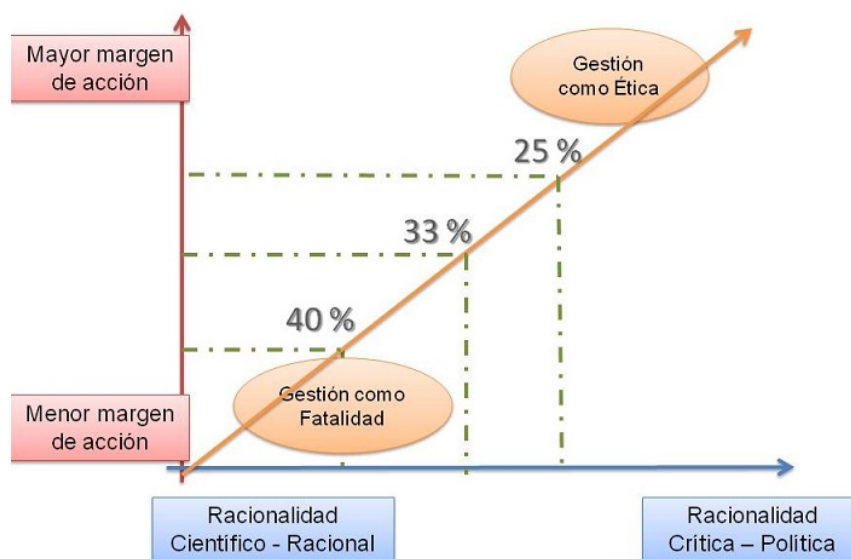 Mayor margen
de acción
Gestión
como Ética
25 %
33 %
40 %
Gestión como
Fatalidad
Menor margen
de acción
Racionalidad
Científico - Racional
Racionalidad
Crítica – Política